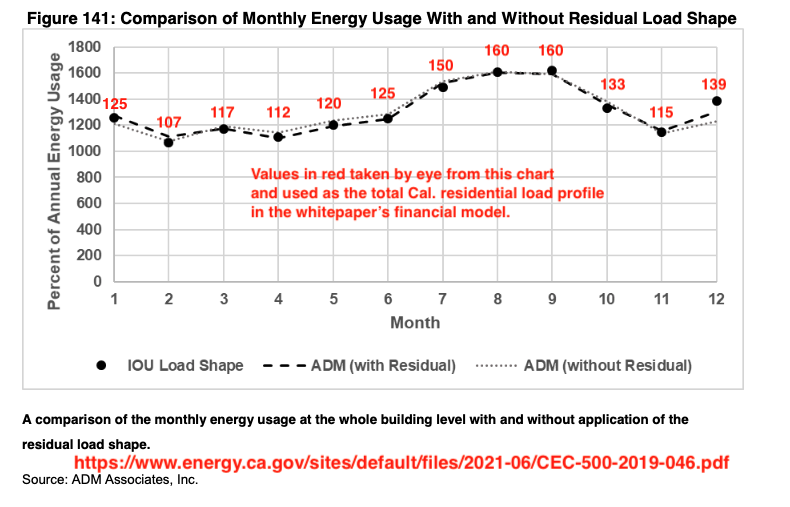 Figure 141: Comparison of Monthly Energy Usage With and Without Residual Load Shape
Percent of Annual Energy Usage
1800
1600
1400
1200
1000
800
600
400
200
0
125
107
117
112
120
125
150
160
160
133
115
139
Values in red taken by eye from this chart
and used as the total Cal. residential load profile
in the whitepaper's financial model.
1 2 3 4 5 6 7 8 9 10 11 12
Month
IOU Load Shape ADM (with Residual) ADM (without Residual)
A comparison of the monthly energy usage at the whole building level with and without application of the
residual load shape.
https://www.energy.ca.gov/sites/default/files/2021-06/CEC-500-2019-046.pdf
Source: ADM Associates, Inc.